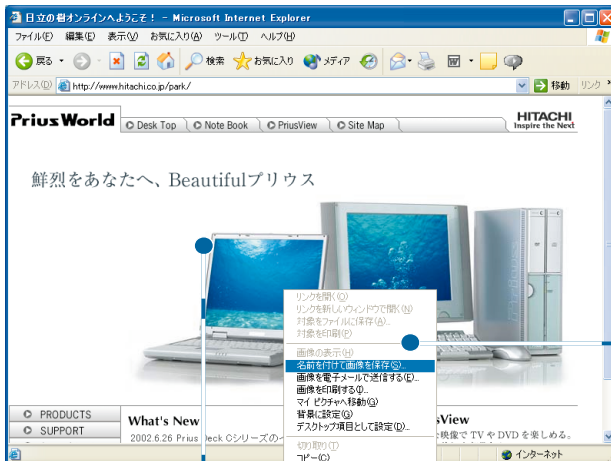 日立の樹オンラインへようこそ! - Microsoft Internet Explorer
ファイル(F) 編集(E) 表示(V) お気に入り(A) ツール(T) ヘルプ(H)
戻る 検索 お気に入り メディア
アドレス(D) http://www.hitachi.co.jp/park/ 移動 リンク
Prius World Desk Top Note Book PriusView Site Map HITACHI
Inspire the Next
鮮烈をあなたへ、Beautifulプリウス
リンクを開く(O)
リンクを新しいウィンドウで開く(N)
対象をファイルに保存(A)...
対象を印刷(P)
画像の表示(H)
名前を付けて画像を保存(S)...
画像を電子メールで送信する(E)...
画像を印刷する(I)...
マイ ピクチャへ移動(G)
背景に設定(G)
デスクトップ項目として設定(D)...
切り取り(T)
コピー(C)
PRODUCTS
SUPPORT
What's New
2002.6.26 Prius Deck Cシリーズの
sView
映像で TV や DVD を楽しめる。
インターネット